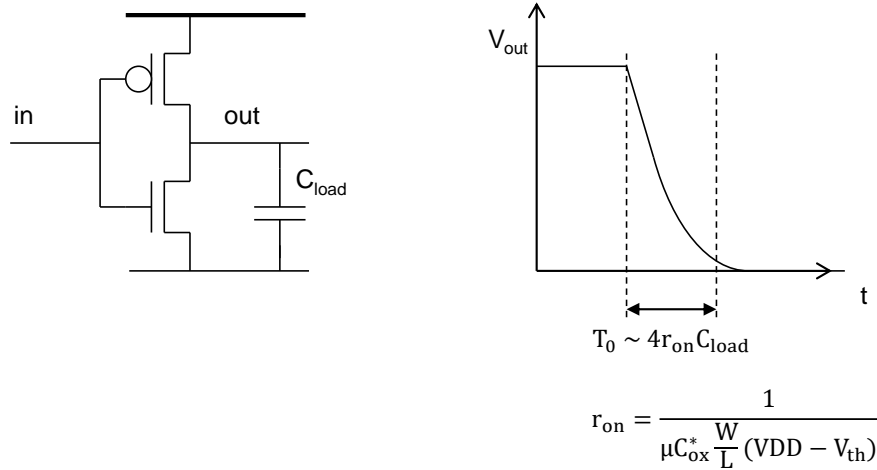 in
out
C_load
V_out
t
T_0 ~ 4r_on C_load
r_on = 1 / (μC*_ox W/L (VDD − V_th))